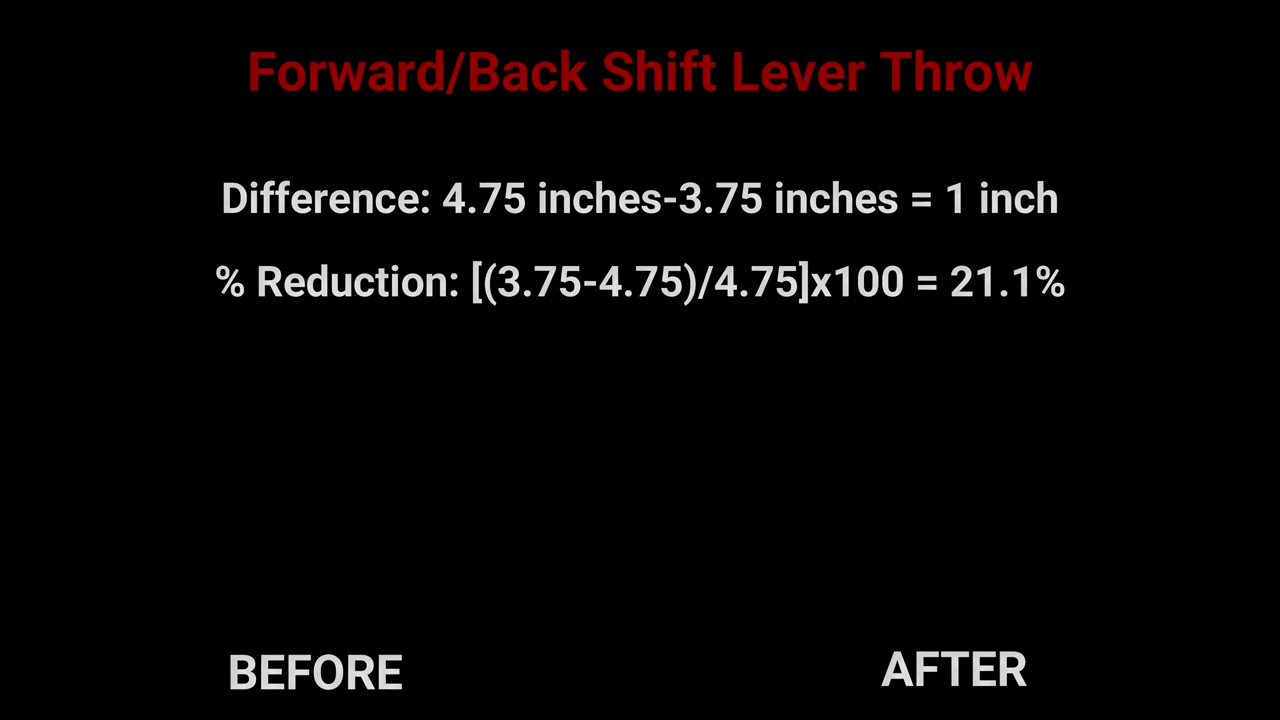 Forward/Back Shift Lever Throw
Difference: 4.75 inches-3.75 inches = 1 inch
% Reduction: [(3.75-4.75)/4.75]x100 = 21.1%
BEFORE
AFTER